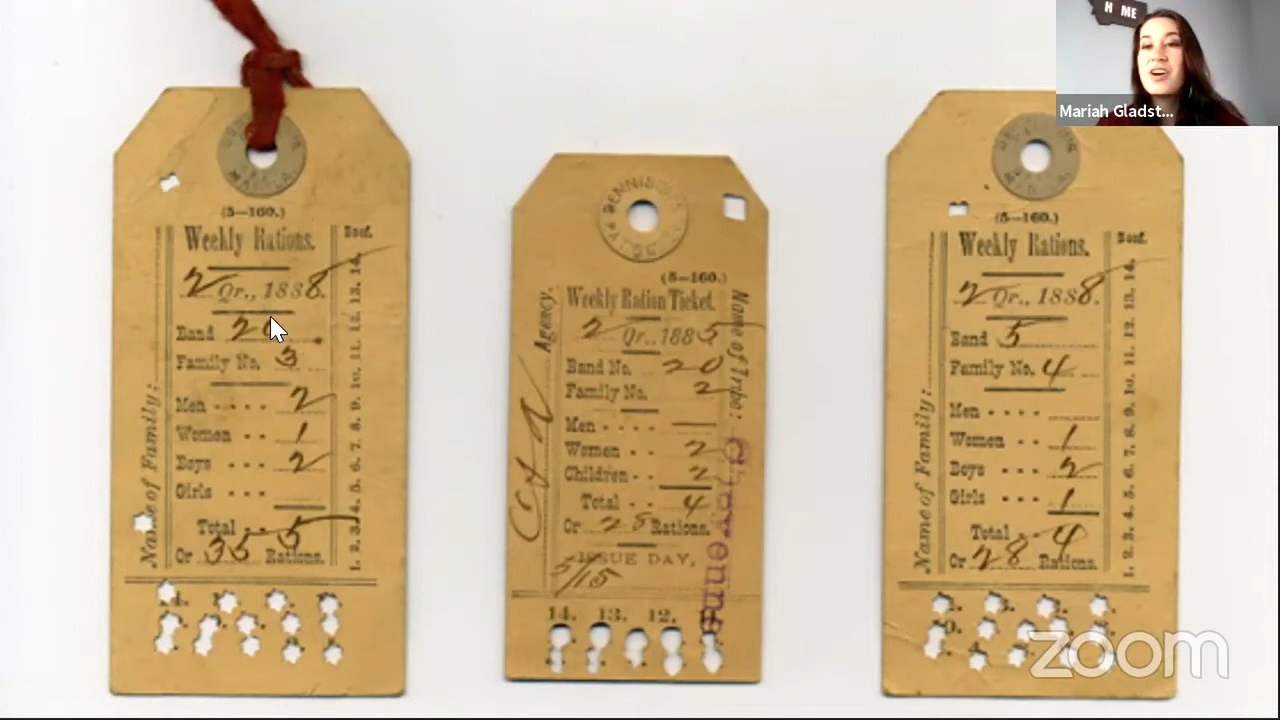 H ME
Mariah Gladst...
(5—160.)
Weekly Rations.
Beef.
2 Qr., 1888.
Band 20
Family No. 3
Men .... 2
Women .. 1
Boys ... 2
Girls ...
Total .. 5
Or 35 Rations.
Name of Family:
1. 2. 3. 4. 5. 6. 7. 8. 9. 10. 11. 12. 13. 14.
DENNISON
(5—160.)
Weekly Ration Ticket.
2 Qr., 1885
Band No. 20
Family No. 2
Men ....
Women .. 2
Children .. 2
Total .. 4
Or 28 Rations.
ISSUE DAY,
5/15
Agency.
C & A
Name of Tribe:
Cheyenne
14. 13. 12.
(5—160.)
Weekly Rations.
Beef.
2 Qr., 1888.
Band 5
Family No. 4
Men ....
Women .. 1
Boys ... 2
Girls ... 1
Total .. 4
Or 28 Rations.
Name of Family:
1. 2. 3. 4. 5. 6. 7. 8. 9. 10. 11. 12. 13. 14.
zoom